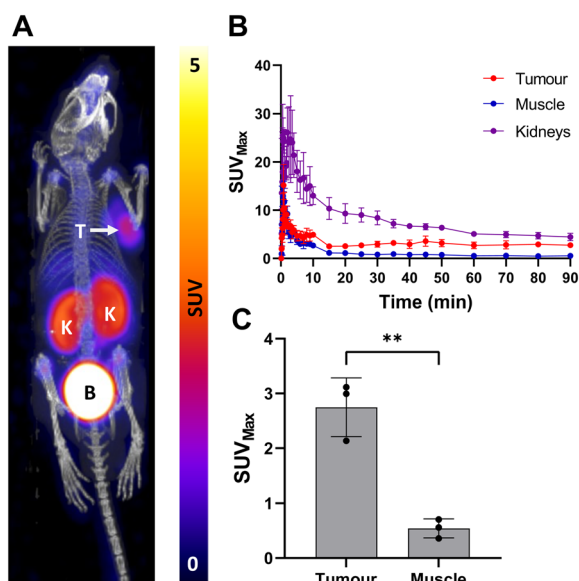 A
5
T
SUV
K K
B
0
B
40
30
20
10
0
SUVMax
0 10 20 30 40 50 60 70 80 90
Time (min)
Tumour
Muscle
Kidneys
C
4
3
2
1
0
SUVMax
**
Tumour Muscle